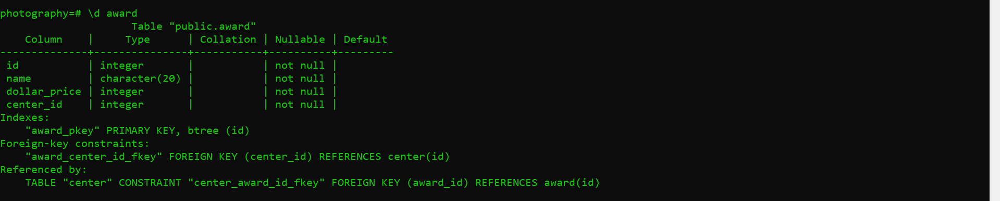 photography=# \d award
                     Table "public.award"
    Column    |     Type      | Collation | Nullable | Default
--------------+---------------+-----------+----------+---------
 id           | integer       |           | not null |
 name         | character(20) |           | not null |
 dollar_price | integer       |           | not null |
 center_id    | integer       |           | not null |
Indexes:
    "award_pkey" PRIMARY KEY, btree (id)
Foreign-key constraints:
    "award_center_id_fkey" FOREIGN KEY (center_id) REFERENCES center(id)
Referenced by:
    TABLE "center" CONSTRAINT "center_award_id_fkey" FOREIGN KEY (award_id) REFERENCES award(id)